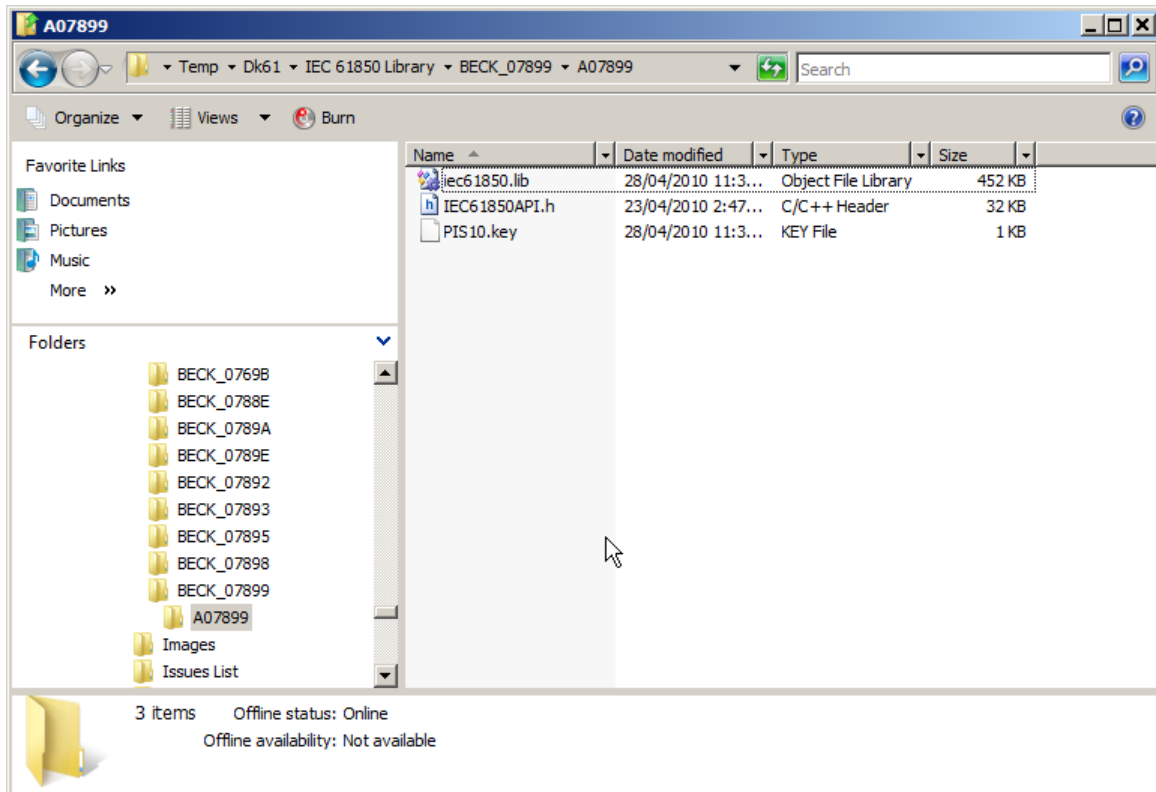 A07899
Temp Dk61 IEC 61850 Library BECK_07899 A07899 Search
Organize Views Burn
Favorite Links
Documents
Pictures
Music
More »
Folders
BECK_0769B
BECK_0788E
BECK_0789A
BECK_0789E
BECK_07892
BECK_07893
BECK_07895
BECK_07898
BECK_07899
A07899
Images
Issues List
Name Date modified Type Size
iec61850.lib 28/04/2010 11:3... Object File Library 452 KB
IEC61850API.h 23/04/2010 2:47... C/C++ Header 32 KB
PIS10.key 28/04/2010 11:3... KEY File 1 KB
3 items Offline status: Online
Offline availability: Not available